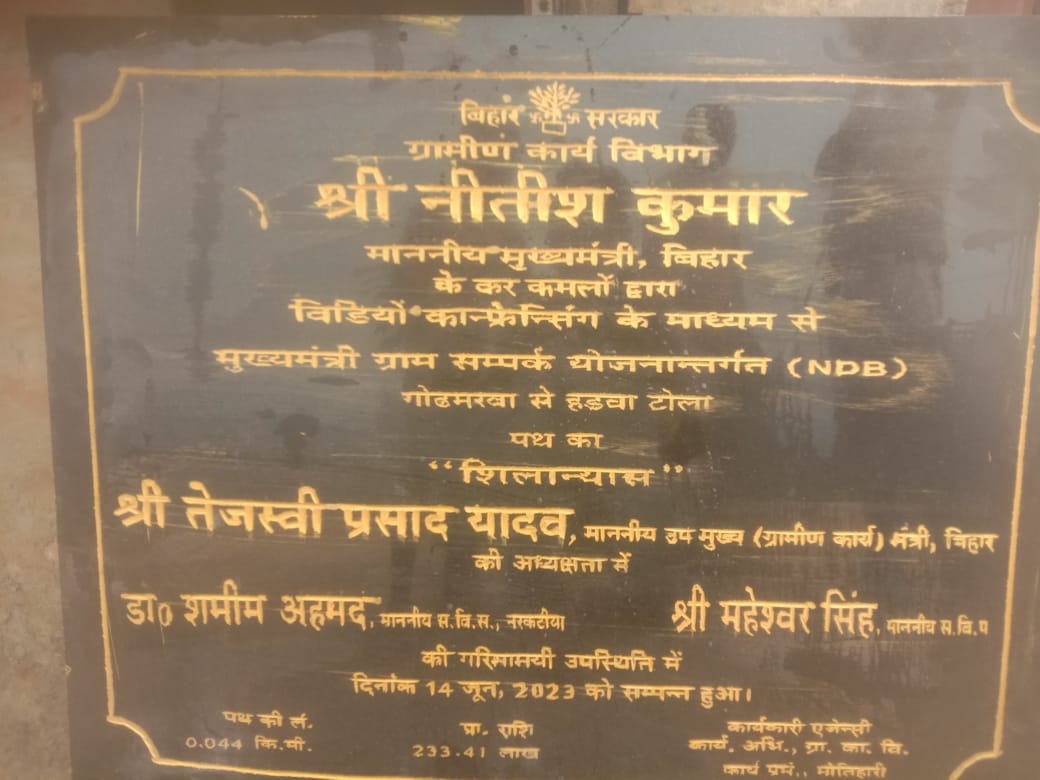 बिहार सरकार
ग्रामीण कार्य विभाग
श्री नीतीश कुमार
माननीय मुख्यमंत्री, बिहार
के कर कमलों द्वारा
विडियों कान्फ्रेन्सिंग के माध्यम से
मुख्यमंत्री ग्राम सम्पर्क योजनान्तर्गत (NDB)
गोढमरवा से हडवा टोला
पथ का
“शिलान्यास”
श्री तेजस्वी प्रसाद यादव, माननीय उप मुख्य (ग्रामीण कार्य) मंत्री, बिहार
की अध्यक्षता में
डा० शमीम अहमद, माननीय स.वि.स., नरकटीया
श्री महेश्वर सिंह, माननीय स.वि.प
की गरिमामयी उपस्थिति में
दिनांक 14 जून, 2023 को सम्पन्न हुआ।
पथ की लं.
0.044 कि.मी.
प्रा. राशि
233.41 लाख
कार्यकारी एजेन्सी
कार्य. अभि., ग्रा. का. वि.
कार्य प्रमं., मोतिहारी